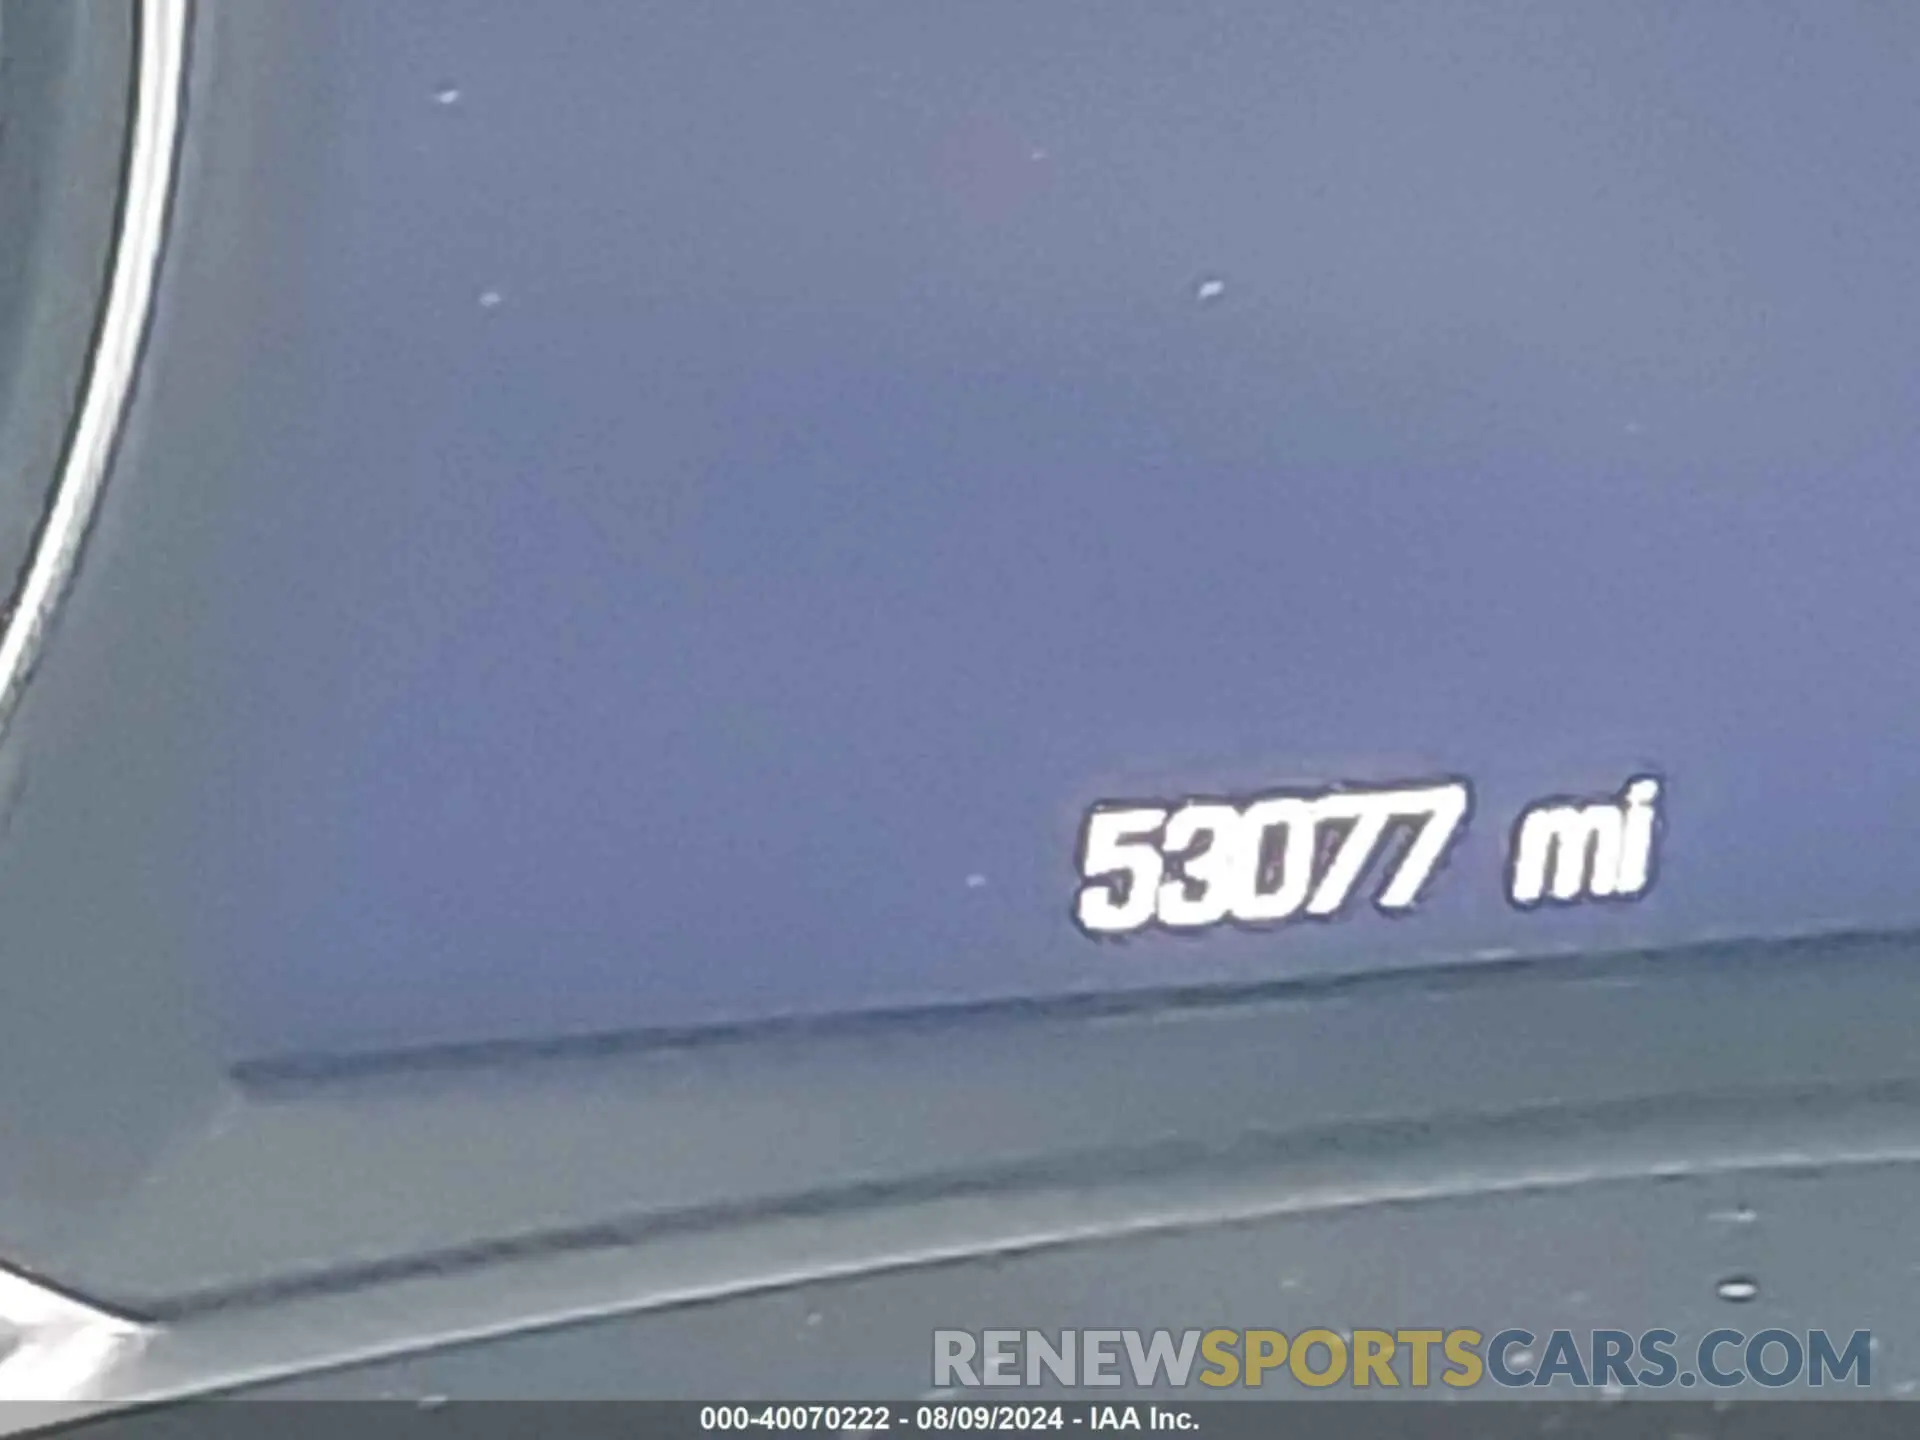 53077 mi
RENEWSPORTSCARS.COM
000-40070222 - 08/09/2024 - IAA Inc.